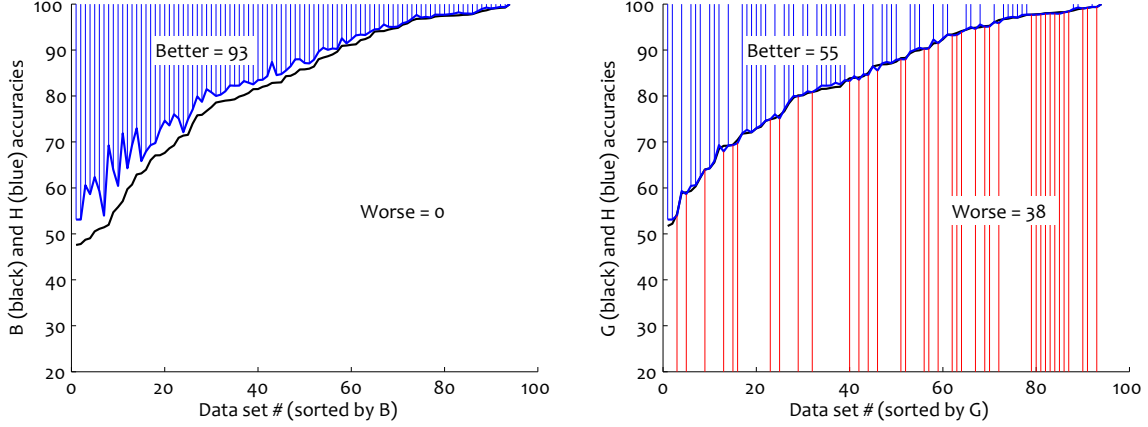 B (black) and H (blue) accuracies
100
90
80
70
60
50
40
30
20
Better = 93
Worse = 0
0 20 40 60 80 100
Data set # (sorted by B)
G (black) and H (blue) accuracies
100
90
80
70
60
50
40
30
20
Better = 55
Worse = 38
0 20 40 60 80 100
Data set # (sorted by G)